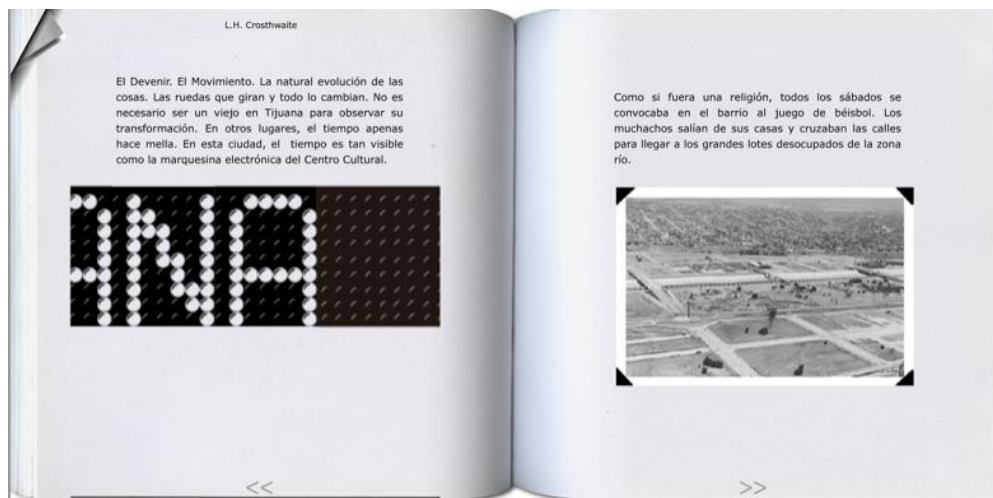 L.H. Crosthwaite
El Devenir. El Movimiento. La natural evolución de las
cosas. Las ruedas que giran y todo lo cambian. No es
necesario ser un viejo en Tijuana para observar su
transformación. En otros lugares, el tiempo apenas
hace mella. En esta ciudad, el tiempo es tan visible
como la marquesina electrónica del Centro Cultural.
ANA
<<
Como si fuera una religión, todos los sábados se
convocaba en el barrio al juego de béisbol. Los
muchachos salían de sus casas y cruzaban las calles
para llegar a los grandes lotes desocupados de la zona
río.
>>